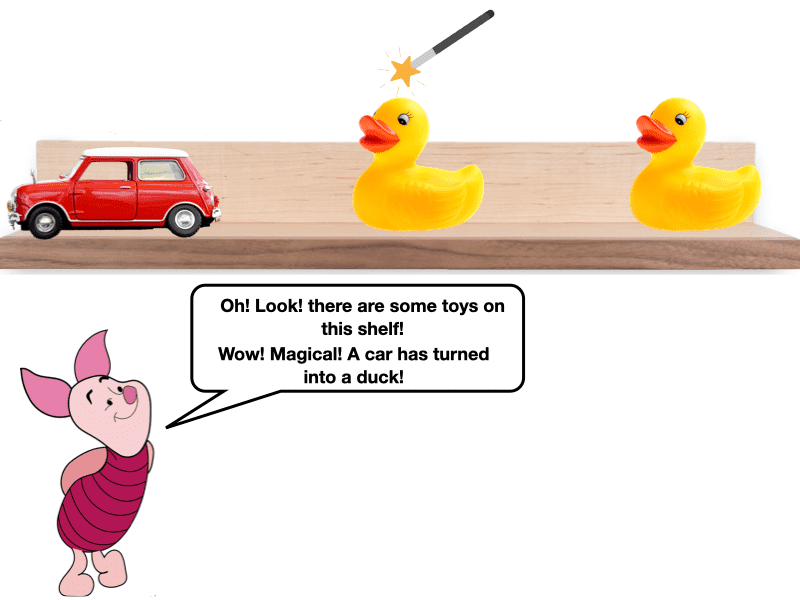 Oh! Look! there are some toys on
this shelf!
Wow! Magical! A car has turned
into a duck!